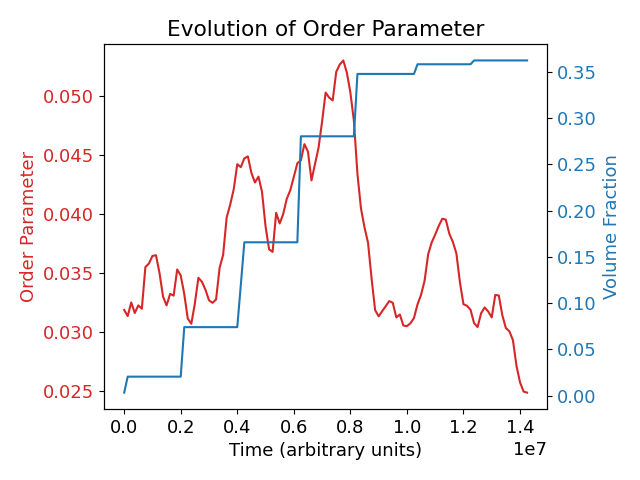 Evolution of Order Parameter
Order Parameter
0.050
0.045
0.040
0.035
0.030
0.025
0.35
0.30
0.25
0.20
0.15
0.10
0.05
0.00
Volume Fraction
0.0 0.2 0.4 0.6 0.8 1.0 1.2 1.4
1e7
Time (arbitrary units)